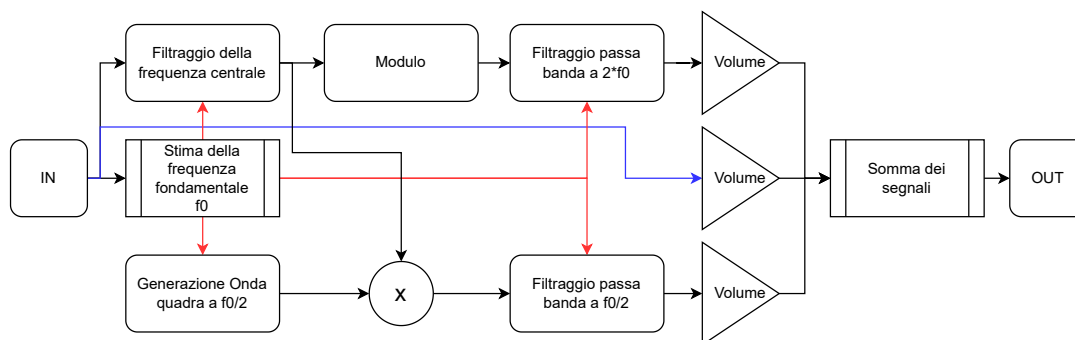 Filtraggio della
frequenza centrale
Modulo
Filtraggio passa
banda a 2*f0
Volume
IN
Stima della
frequenza
fondamentale
f0
Volume
Somma dei
segnali
OUT
Generazione Onda
quadra a f0/2
X
Filtraggio passa
banda a f0/2
Volume